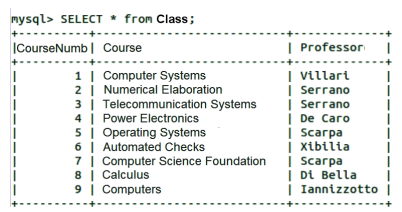 mysql> SELECT * from Class;
+-----------+------------------------------+-------------+
|CourseNumb| Course | Professor |
+-----------+------------------------------+-------------+
| 1 | Computer Systems | Villari |
| 2 | Numerical Elaboration | Serrano |
| 3 | Telecommunication Systems | Serrano |
| 4 | Power Electronics | De Caro |
| 5 | Operating Systems | Scarpa |
| 6 | Automated Checks | Xibilia |
| 7 | Computer Science Foundation | Scarpa |
| 8 | Calculus | Di Bella |
| 9 | Computers | Iannizzotto |
+-----------+------------------------------+-------------+